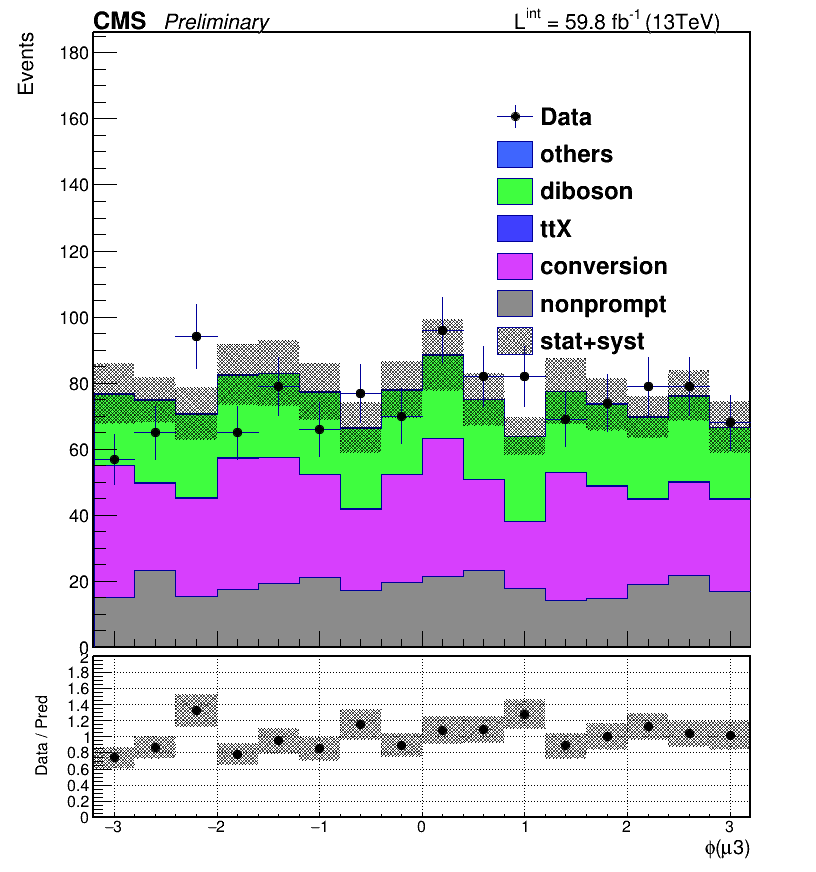 CMS Preliminary L^int = 59.8 fb^-1 (13TeV)
Events
180
160
140
120
100
80
60
40
20
0
Data
others
diboson
ttX
conversion
nonprompt
stat+syst
Data / Pred
2
1.8
1.6
1.4
1.2
1
0.8
0.6
0.4
0.2
0
−3 −2 −1 0 1 2 3
ϕ(μ3)